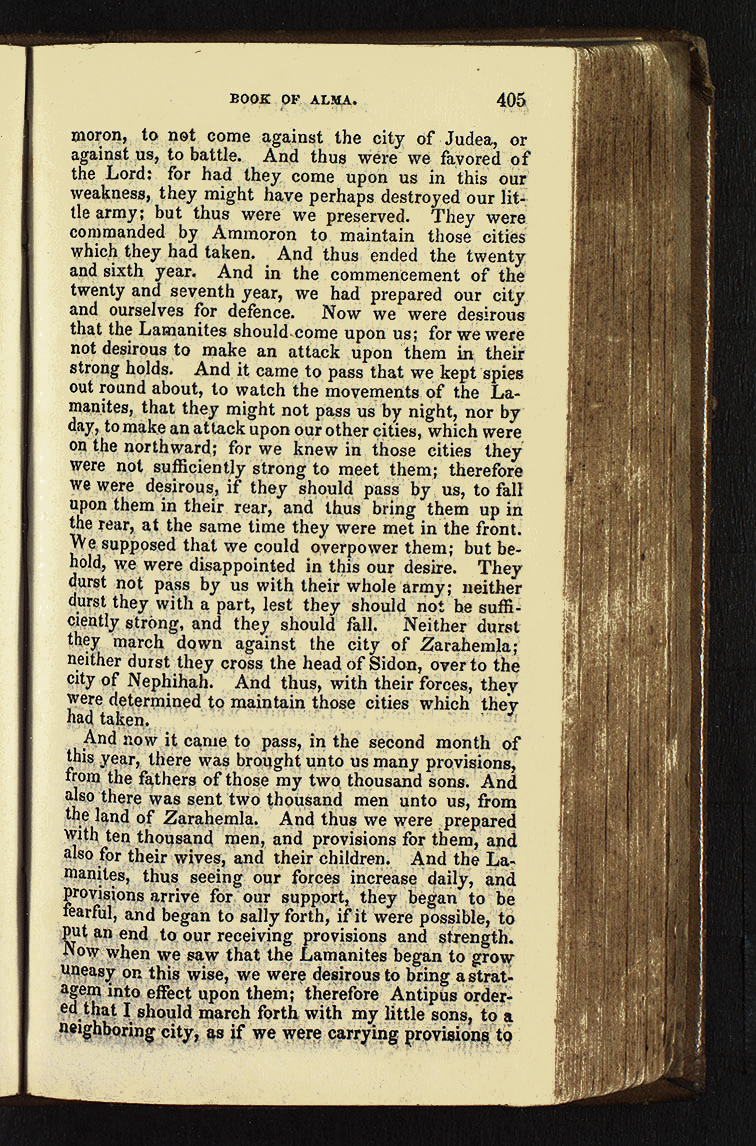 BOOK OF ALMA. 405
moron, to not come against the city of Judea, or
against us, to battle. And thus were we favored of
the Lord: for had they come upon us in this our
weakness, they might have perhaps destroyed our lit-
tle army; but thus were we preserved. They were
commanded by Ammoron to maintain those cities
which they had taken. And thus ended the twenty
and sixth year. And in the commencement of the
twenty and seventh year, we had prepared our city
and ourselves for defence. Now we were desirous
that the Lamanites should come upon us; for we were
not desirous to make an attack upon them in their
strong holds. And it came to pass that we kept spies
out round about, to watch the movements of the La-
manites, that they might not pass us by night, nor by
day, to make an attack upon our other cities, which were
on the northward; for we knew in those cities they
were not sufficiently strong to meet them; therefore
we were desirous, if they should pass by us, to fall
upon them in their rear, and thus bring them up in
the rear, at the same time they were met in the front.
We supposed that we could overpower them; but be-
hold, we were disappointed in this our desire. They
durst not pass by us with their whole army; neither
durst they with a part, lest they should not be suffi-
ciently strong, and they should fall. Neither durst
they march down against the city of Zarahemla;
neither durst they cross the head of Sidon, over to the
city of Nephihah. And thus, with their forces, they
were determined to maintain those cities which they
had taken.
And now it came to pass, in the second month of
this year, there was brought unto us many provisions,
from the fathers of those my two thousand sons. And
also there was sent two thousand men unto us, from
the land of Zarahemla. And thus we were prepared
with ten thousand men, and provisions for them, and
also for their wives, and their children. And the La-
manites, thus seeing our forces increase daily, and
provisions arrive for our support, they began to be
fearful, and began to sally forth, if it were possible, to
put an end to our receiving provisions and strength.
Now when we saw that the Lamanites began to grow
uneasy on this wise, we were desirous to bring a strat-
agem into effect upon them; therefore Antipus order-
ed that I should march forth with my little sons, to a
neighboring city, as if we were carrying provisions to